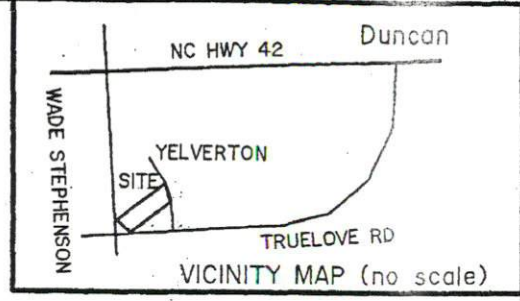 Duncan
NC HWY 42
WADE STEPHENSON
YELVERTON
SITE
TRUELOVE RD
VICINITY MAP (no scale)